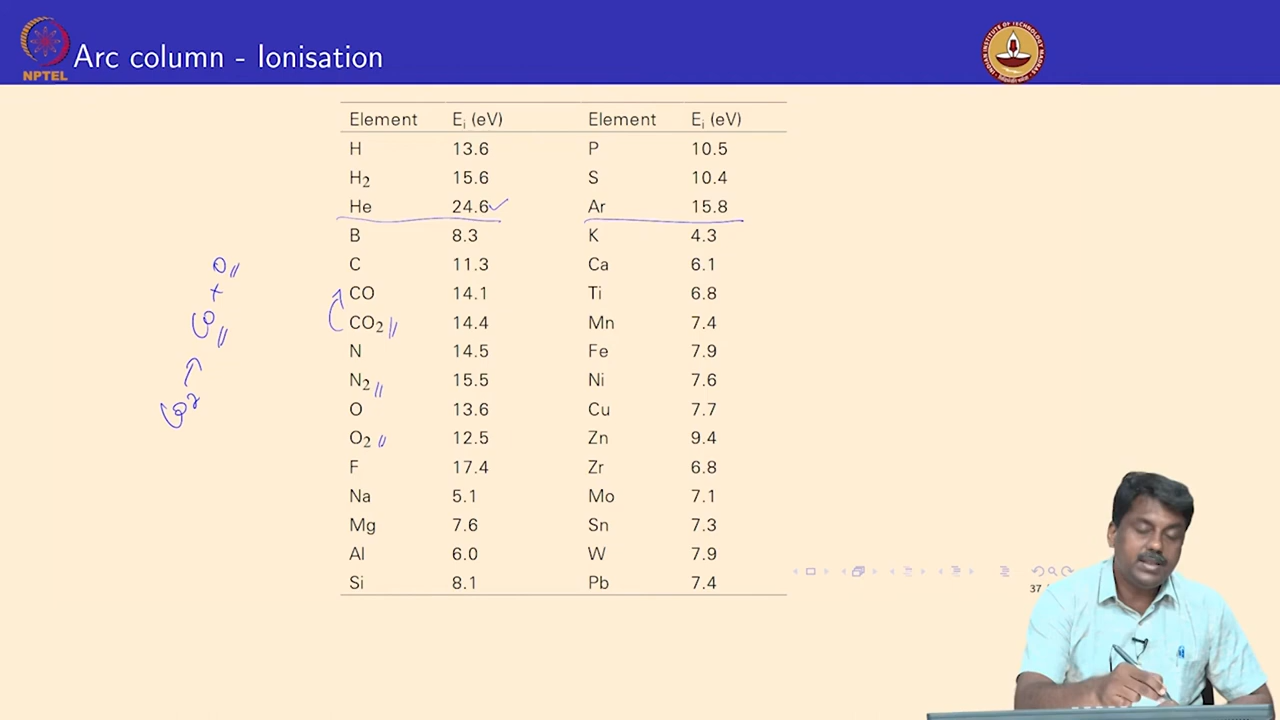 Arc column - Ionisation
NPTEL
Element Ei (eV) Element Ei (eV)
H 13.6 P 10.5
H2 15.6 S 10.4
He 24.6 Ar 15.8
B 8.3 K 4.3
C 11.3 Ca 6.1
CO 14.1 Ti 6.8
CO2 14.4 Mn 7.4
N 14.5 Fe 7.9
N2 15.5 Ni 7.6
O 13.6 Cu 7.7
O2 12.5 Zn 9.4
F 17.4 Zr 6.8
Na 5.1 Mo 7.1
Mg 7.6 Sn 7.3
Al 6.0 W 7.9
Si 8.1 Pb 7.4
O
+
CO
CO2
37